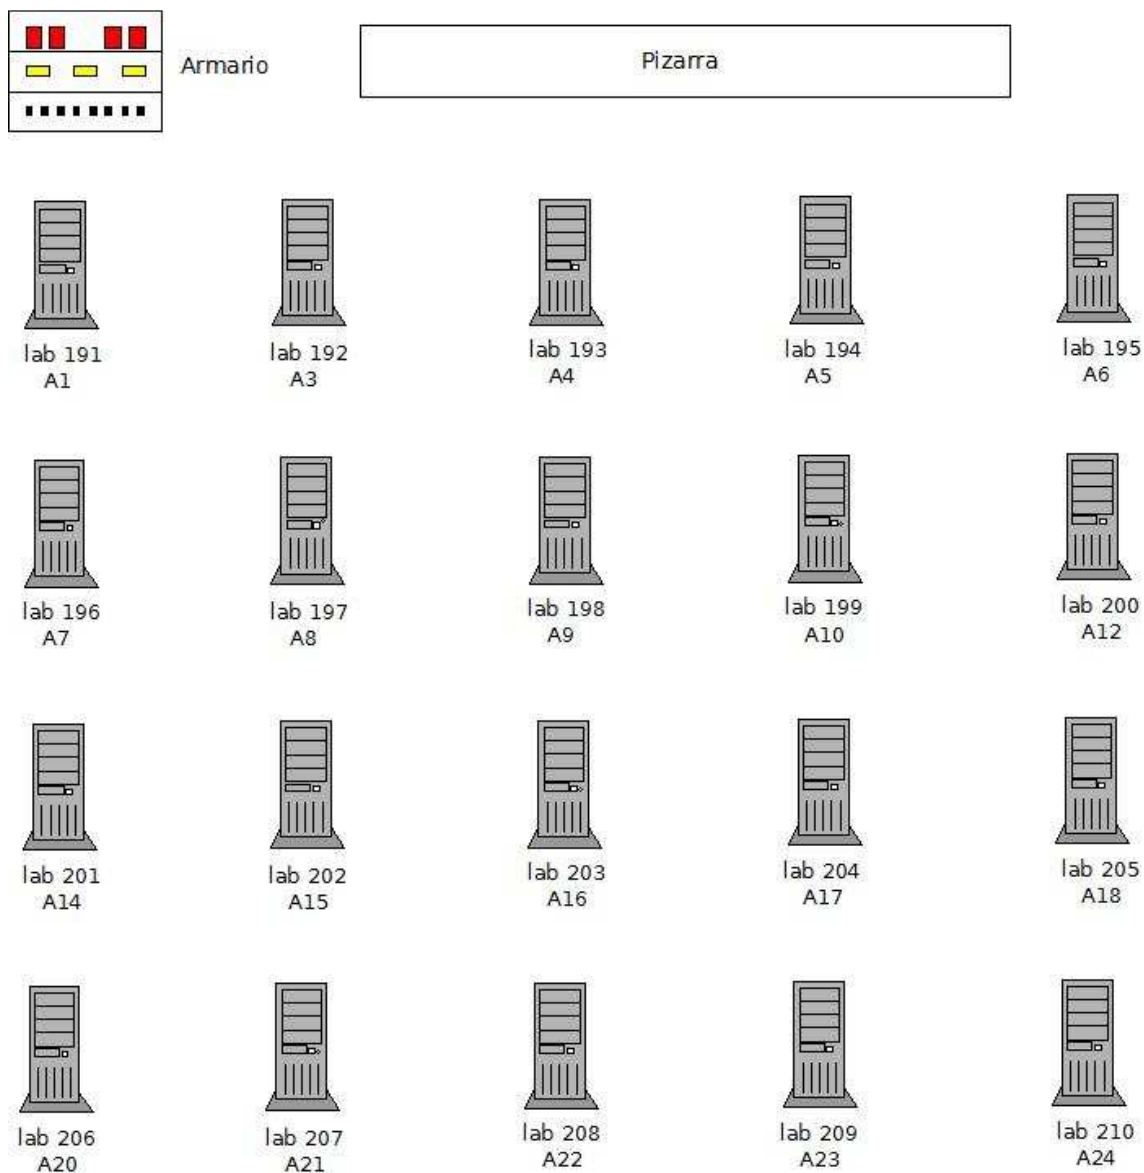 Armario
Pizarra
lab 191
A1
lab 192
A3
lab 193
A4
lab 194
A5
lab 195
A6
lab 196
A7
lab 197
A8
lab 198
A9
lab 199
A10
lab 200
A12
lab 201
A14
lab 202
A15
lab 203
A16
lab 204
A17
lab 205
A18
lab 206
A20
lab 207
A21
lab 208
A22
lab 209
A23
lab 210
A24